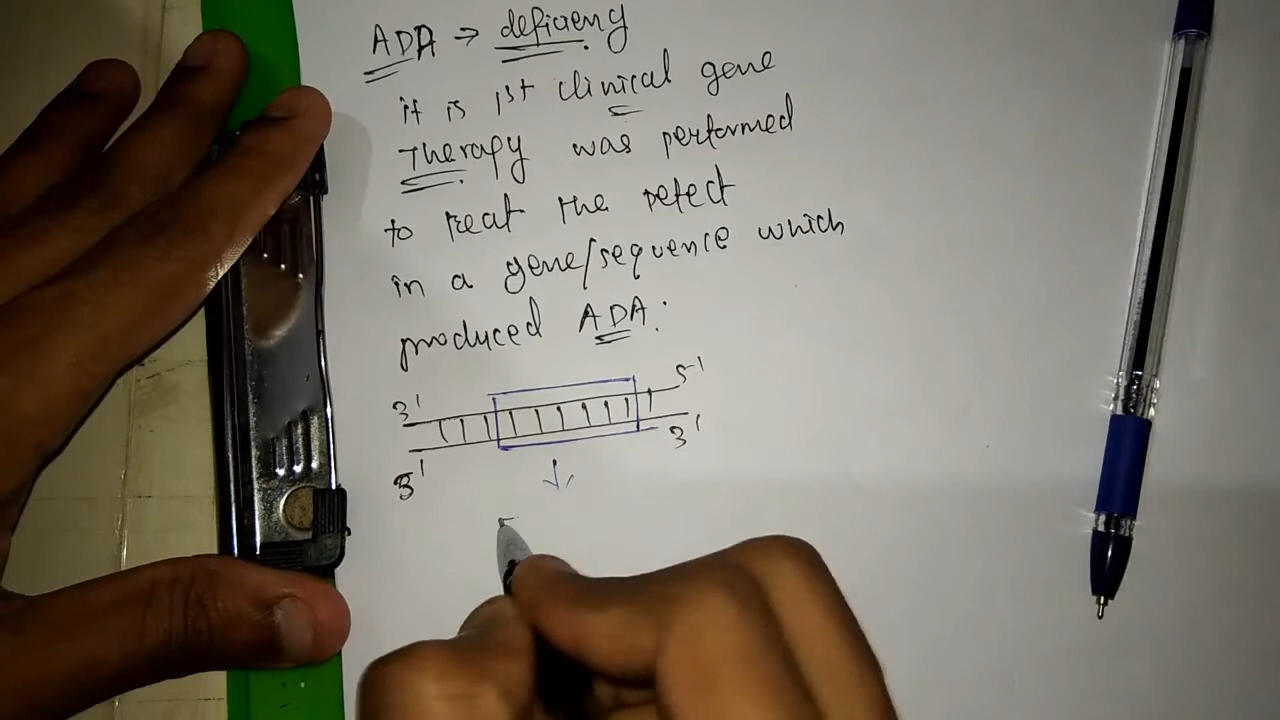 ADA → deficieny
it is 1st clinical gene
Therapy was performed
to treat the defect
in a gene/sequence which
produced ADA.
3' 5'
3'
5'